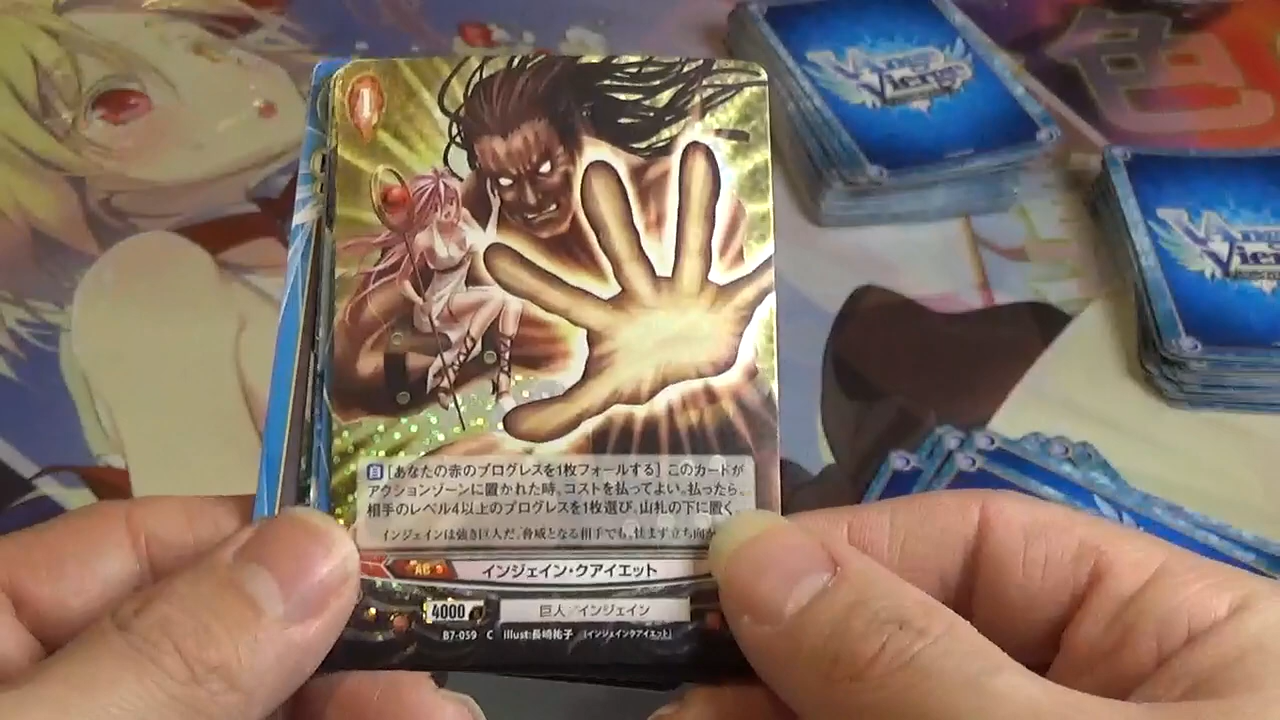 色
Ange
Vierge
Ange
Vier
1
自 [あなたの赤のプログレスを1枚フォールする] このカードが
アクションゾーンに置かれた時、コストを払ってよい。払ったら、
相手のレベル4以上のプログレスを1枚選び、山札の下に置く。
インジェインは強き巨人だ。脅威となる相手でも、怯まず立ち向か
インジェイン・クアイエット
4000
巨人/インジェイン
B7-059 C illust:長崎祐子 (インジェインクアイエット)